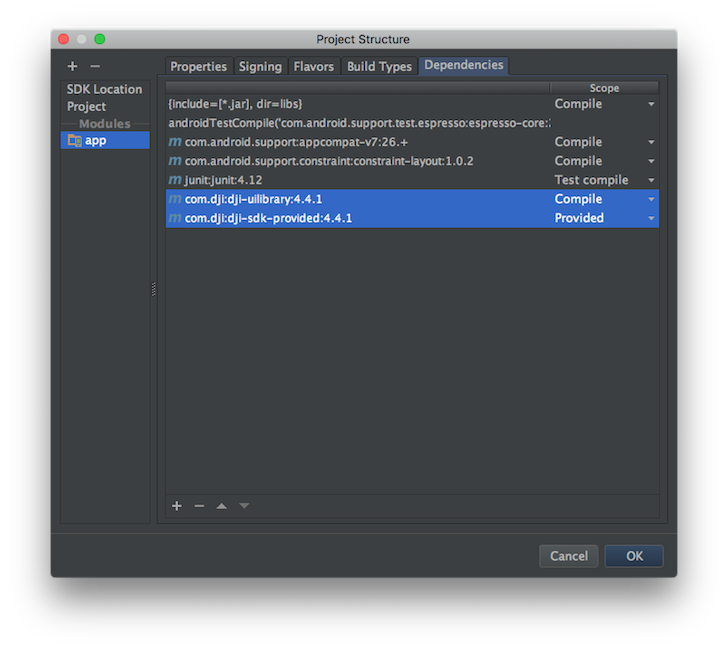 Project Structure
+ −
SDK Location
Project
Modules
app
Properties Signing Flavors Build Types Dependencies
Scope
{include=[*.jar], dir=libs} Compile
androidTestCompile('com.android.support.test.espresso:espresso-core:
m com.android.support:appcompat-v7:26.+ Compile
m com.android.support.constraint:constraint-layout:1.0.2 Compile
m junit:junit:4.12 Test compile
m com.dji:dji-uilibrary:4.4.1 Compile
m com.dji:dji-sdk-provided:4.4.1 Provided
+ −
Cancel OK